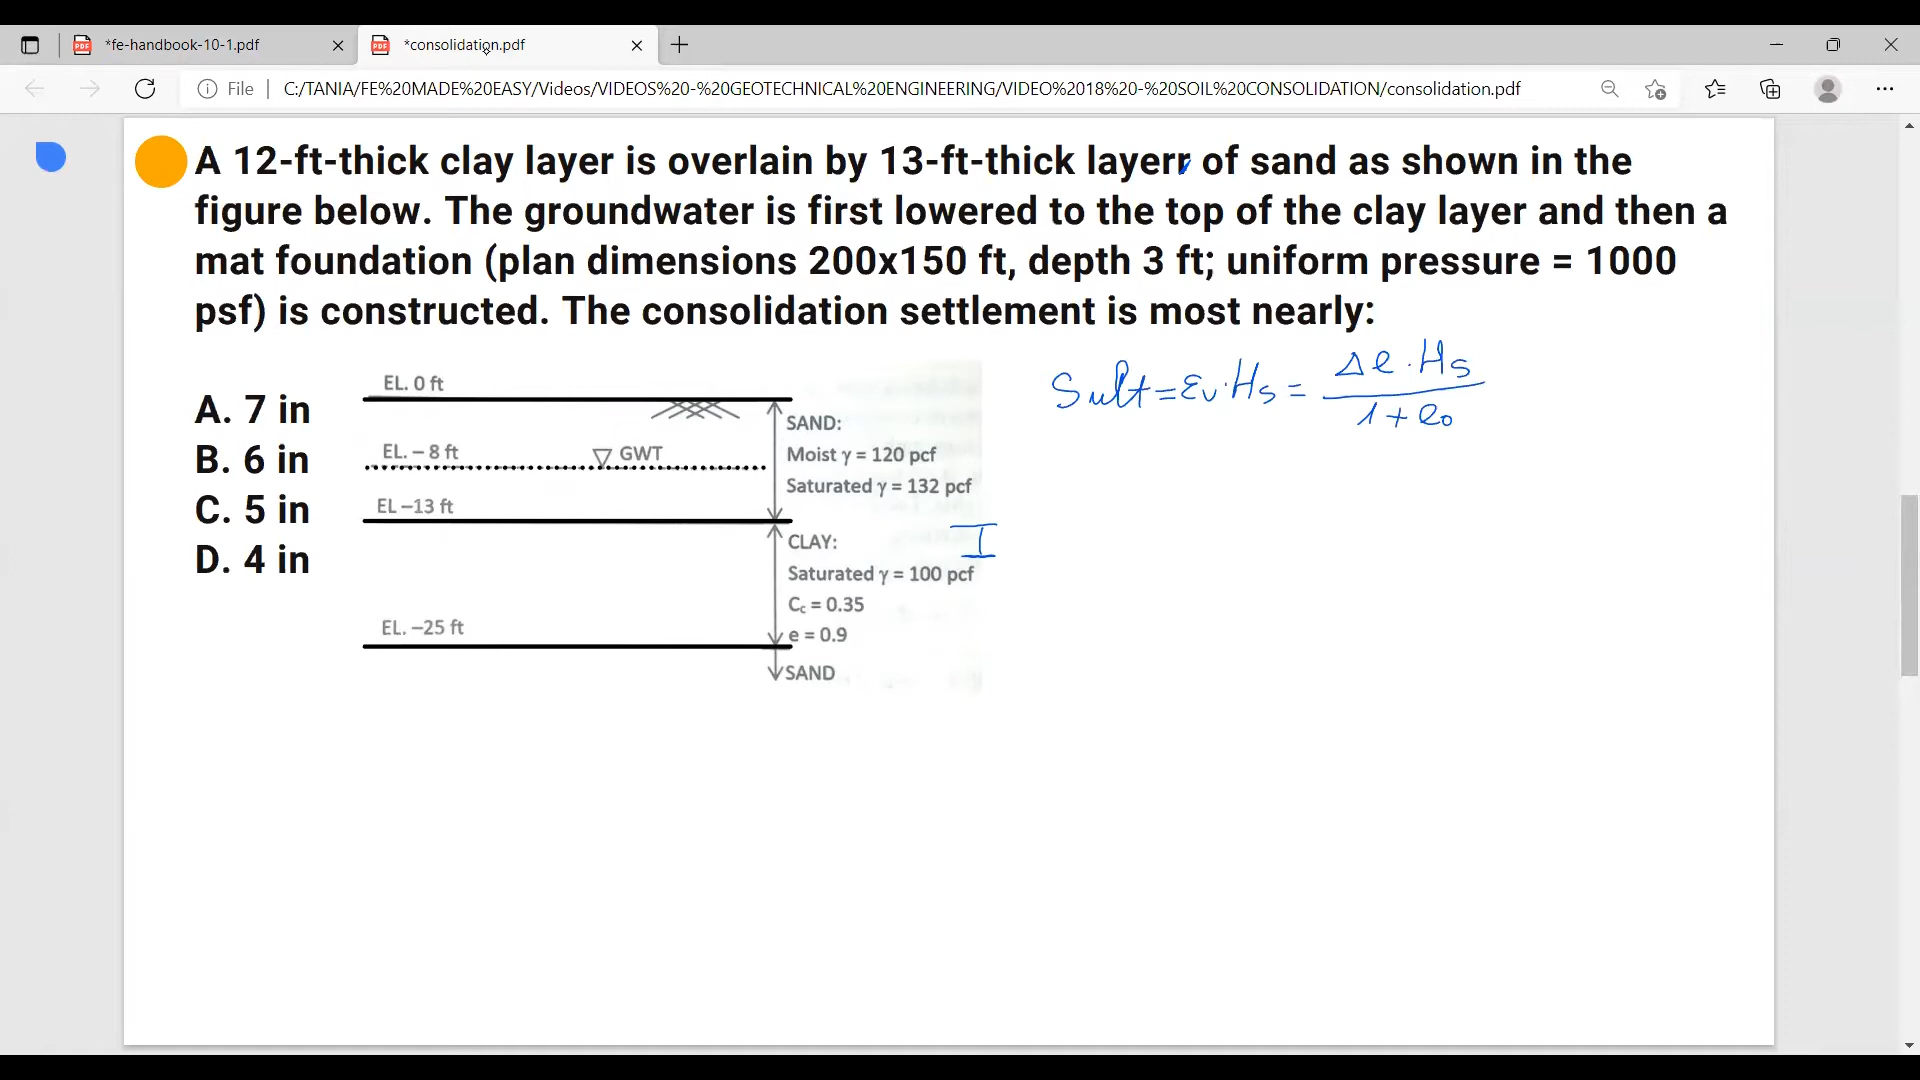 *fe-handbook-10-1.pdf
*consolidation.pdf
File
C:/TANIA/FE%20MADE%20EASY/Videos/VIDEOS%20-%20GEOTECHNICAL%20ENGINEERING/VIDEO%2018%20-%20SOIL%20CONSOLIDATION/consolidation.pdf
A 12-ft-thick clay layer is overlain by 13-ft-thick layerr of sand as shown in the
figure below. The groundwater is first lowered to the top of the clay layer and then a
mat foundation (plan dimensions 200x150 ft, depth 3 ft; uniform pressure = 1000
psf) is constructed. The consolidation settlement is most nearly:
A. 7 in
B. 6 in
C. 5 in
D. 4 in
EL. 0 ft
EL. – 8 ft
GWT
EL –13 ft
EL. –25 ft
SAND:
Moist γ = 120 pcf
Saturated γ = 132 pcf
CLAY:
Saturated γ = 100 pcf
Cc = 0.35
e = 0.9
SAND
I
Sult = εv · Hs = Δe · Hs / 1 + e0